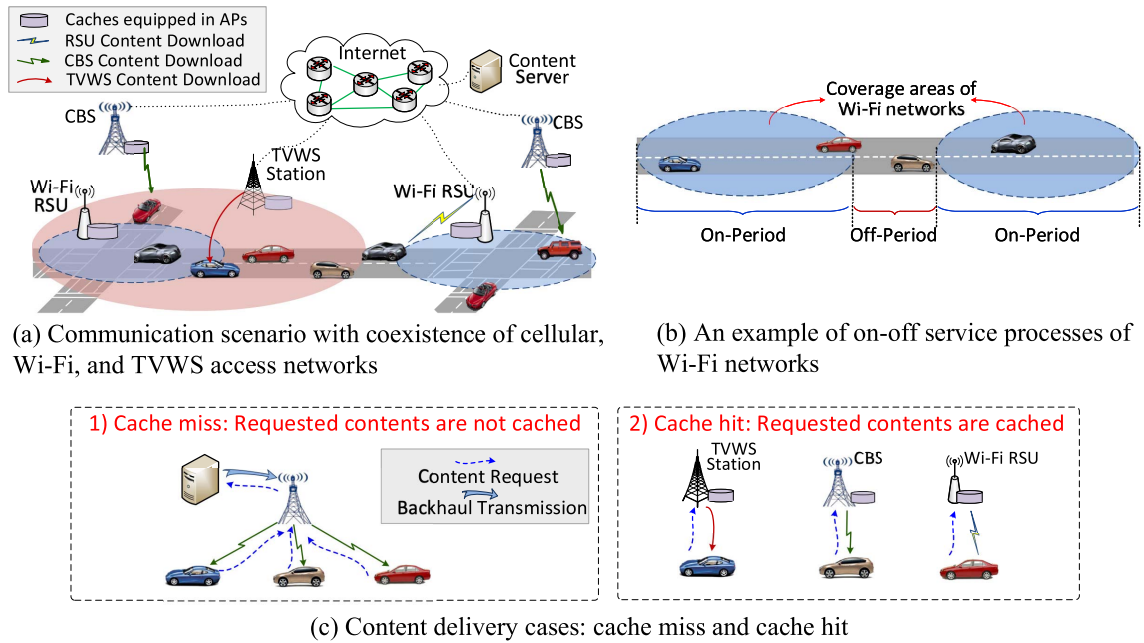 Caches equipped in APs
RSU Content Download
CBS Content Download
TVWS Content Download
Internet
Content
Server
CBS
CBS
TVWS
Station
Wi-Fi
RSU
Wi-Fi RSU
(a) Communication scenario with coexistence of cellular,
Wi-Fi, and TVWS access networks
Coverage areas of
Wi-Fi networks
On-Period
Off-Period
On-Period
(b) An example of on-off service processes of
Wi-Fi networks
1) Cache miss: Requested contents are not cached
Content Request
Backhaul Transmission
2) Cache hit: Requested contents are cached
TVWS
Station
CBS
Wi-Fi RSU
(c) Content delivery cases: cache miss and cache hit